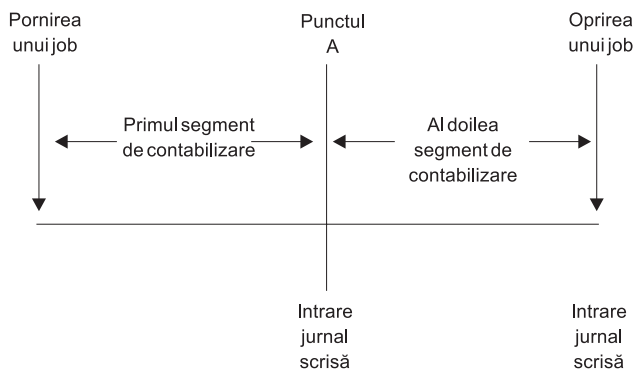 Pornirea
unui job
Punctul
A
Oprirea
unui job
Primul segment
de contabilizare
Al doilea
segment de
contabilizare
Intrare
jurnal
scrisă
Intrare
jurnal
scrisă